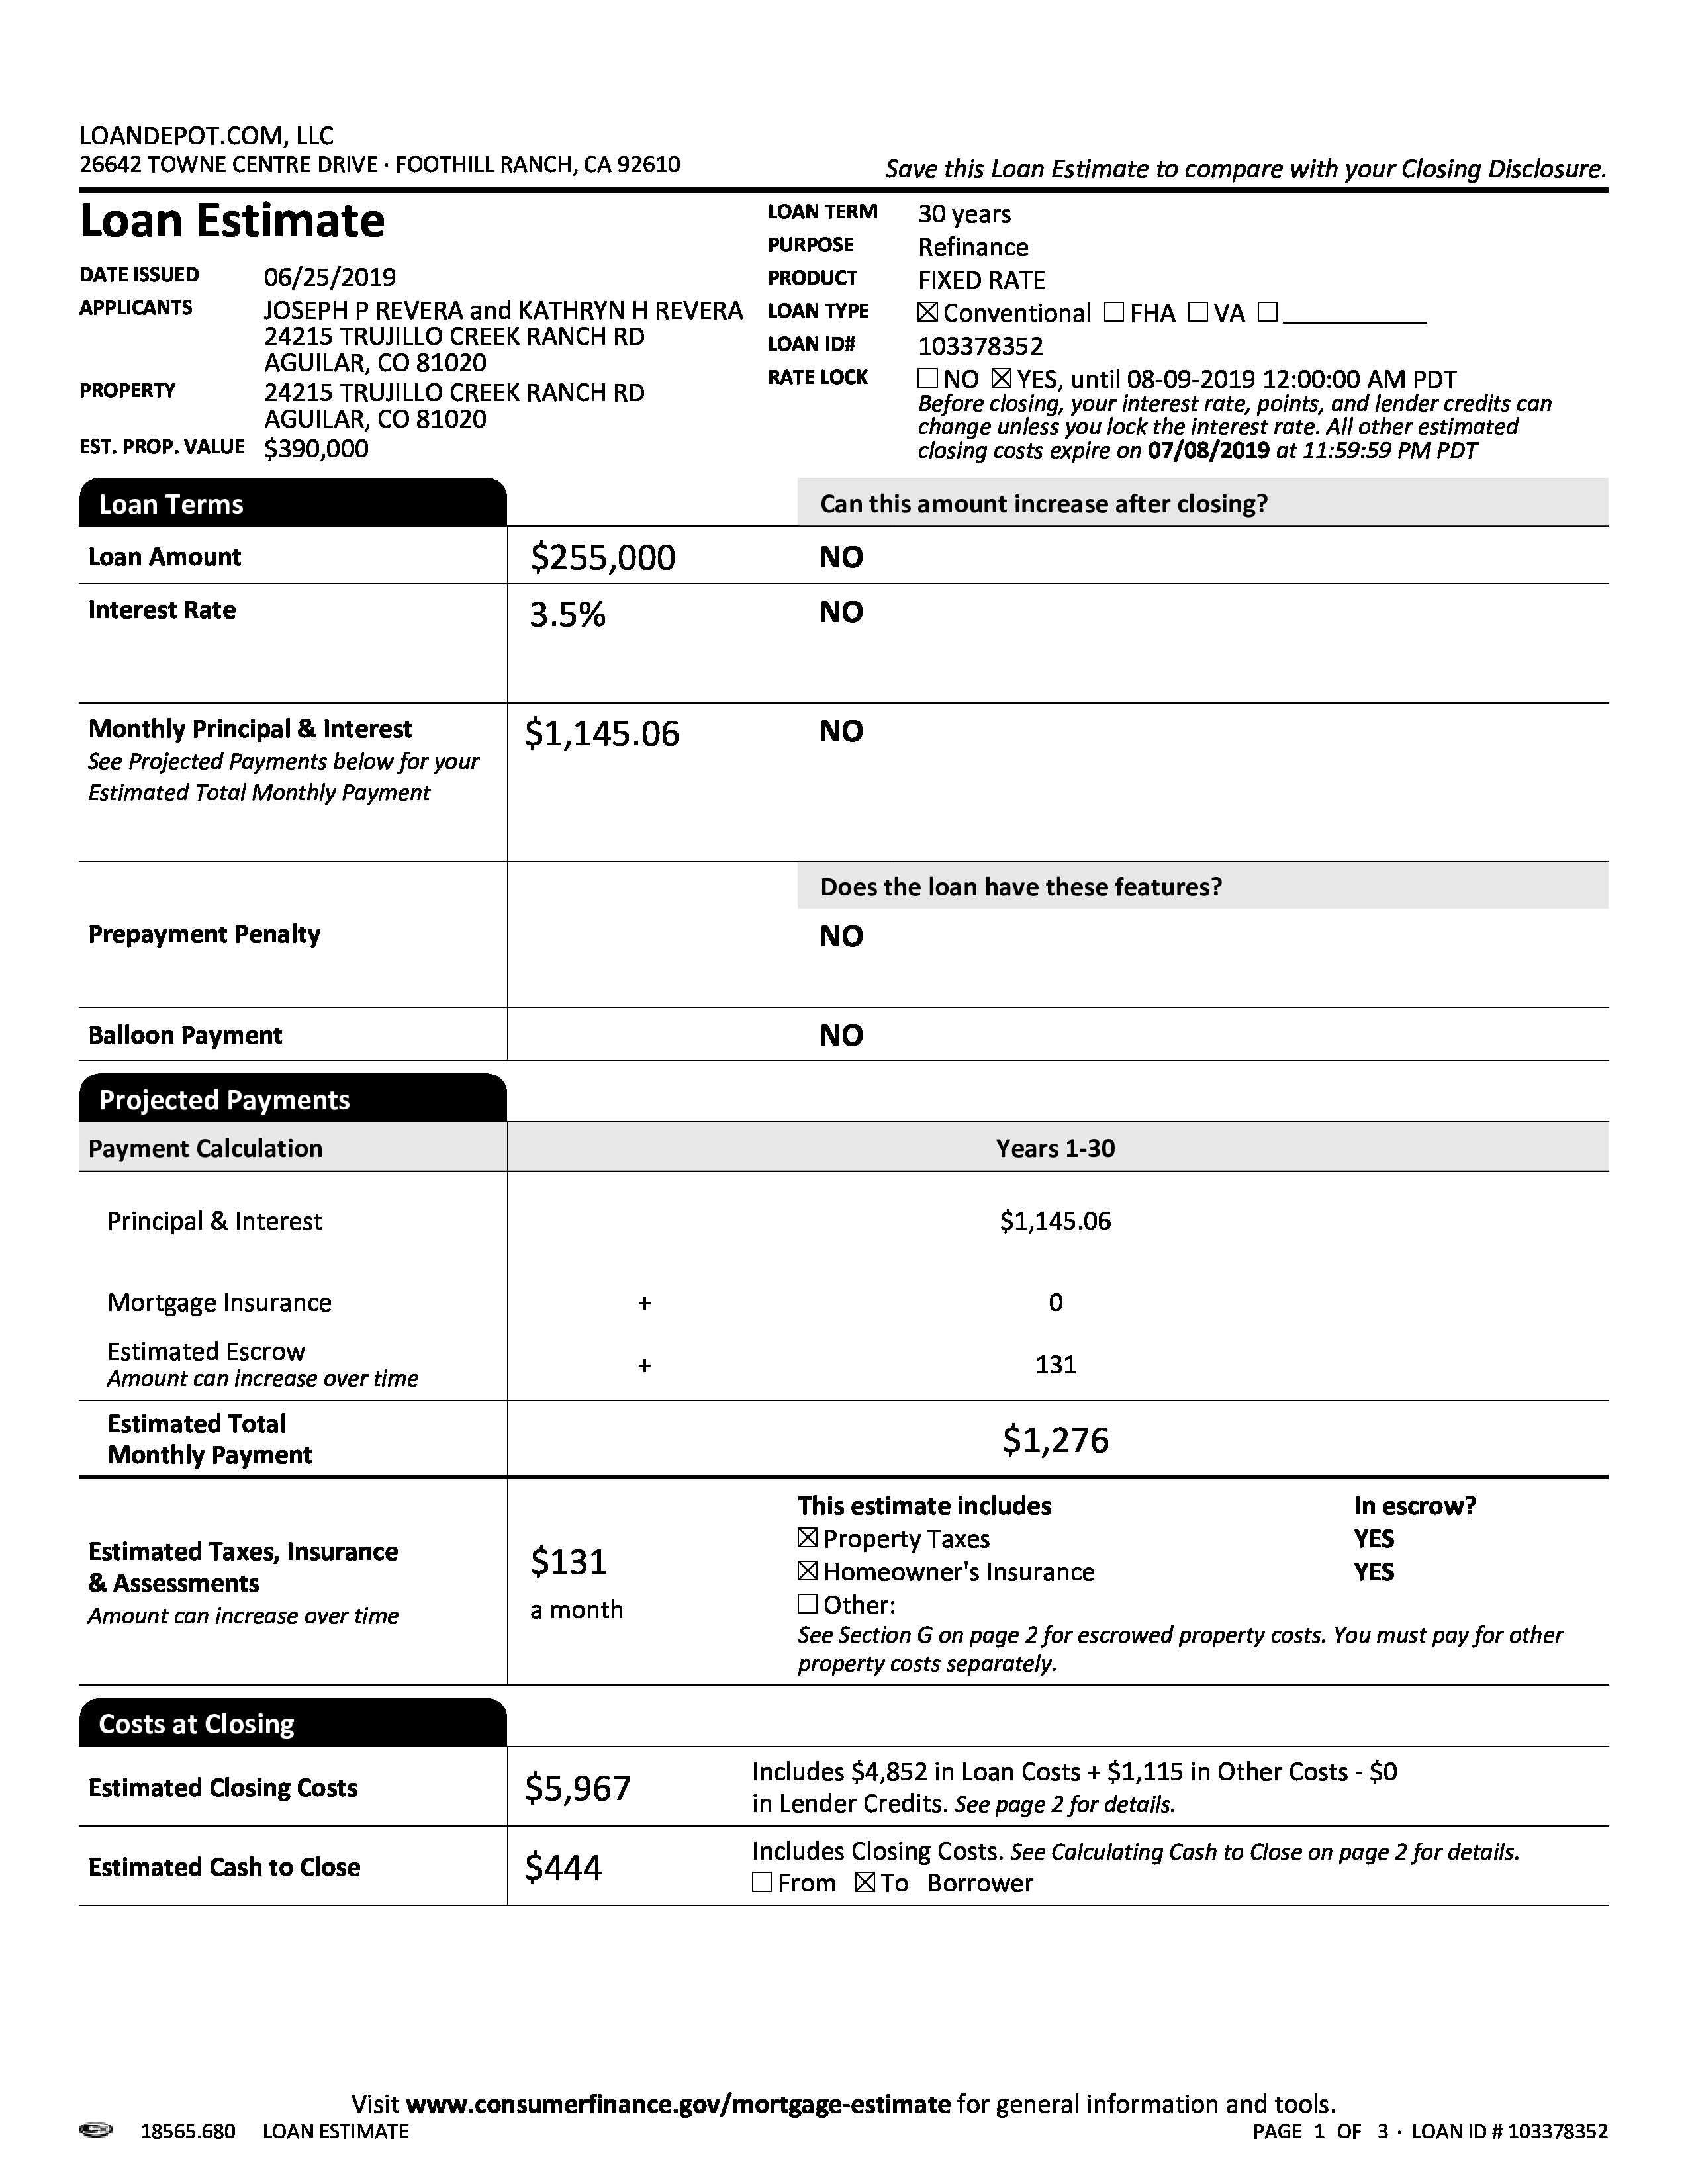 LOANDEPOT.COM, LLC
26642 TOWNE CENTRE DRIVE · FOOTHILL RANCH, CA 92610
Save this Loan Estimate to compare with your Closing Disclosure.
Loan Estimate
DATE ISSUED 06/25/2019
APPLICANTS JOSEPH P REVERA and KATHRYN H REVERA
24215 TRUJILLO CREEK RANCH RD
AGUILAR, CO 81020
PROPERTY 24215 TRUJILLO CREEK RANCH RD
AGUILAR, CO 81020
EST. PROP. VALUE $390,000
LOAN TERM 30 years
PURPOSE Refinance
PRODUCT FIXED RATE
LOAN TYPE ☒ Conventional ☐ FHA ☐ VA ☐ ___________
LOAN ID# 103378352
RATE LOCK ☐ NO ☒ YES, until 08-09-2019 12:00:00 AM PDT
Before closing, your interest rate, points, and lender credits can
change unless you lock the interest rate. All other estimated
closing costs expire on 07/08/2019 at 11:59:59 PM PDT
Loan Terms Can this amount increase after closing?
Loan Amount $255,000 NO
Interest Rate 3.5% NO
Monthly Principal & Interest $1,145.06 NO
See Projected Payments below for your
Estimated Total Monthly Payment
Does the loan have these features?
Prepayment Penalty NO
Balloon Payment NO
Projected Payments
Payment Calculation Years 1-30
Principal & Interest $1,145.06
Mortgage Insurance + 0
Estimated Escrow + 131
Amount can increase over time
Estimated Total
Monthly Payment $1,276
Estimated Taxes, Insurance
& Assessments
Amount can increase over time
$131
a month
This estimate includes In escrow?
☒ Property Taxes YES
☒ Homeowner's Insurance YES
☐ Other:
See Section G on page 2 for escrowed property costs. You must pay for other
property costs separately.
Costs at Closing
Estimated Closing Costs $5,967 Includes $4,852 in Loan Costs + $1,115 in Other Costs - $0
in Lender Credits. See page 2 for details.
Estimated Cash to Close $444 Includes Closing Costs. See Calculating Cash to Close on page 2 for details.
☐ From ☒ To Borrower
Visit www.consumerfinance.gov/mortgage-estimate for general information and tools.
18565.680 LOAN ESTIMATE PAGE 1 OF 3 · LOAN ID # 103378352